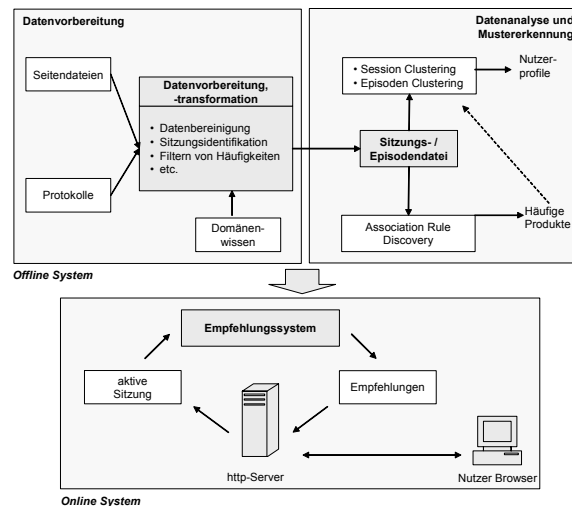 Datenvorbereitung
Seitendateien
Protokolle
Datenvorbereitung,
-transformation
• Datenbereinigung
• Sitzungsidentifikation
• Filtern von Häufigkeiten
• etc.
Domänen-
wissen
Offline System
Datenanalyse und
Mustererkennung
• Session Clustering
• Episoden Clustering
Nutzer-
profile
Sitzungs- /
Episodendatei
Association Rule
Discovery
Häufige
Produkte
Empfehlungssystem
aktive
Sitzung
Empfehlungen
http-Server
Nutzer Browser
Online System